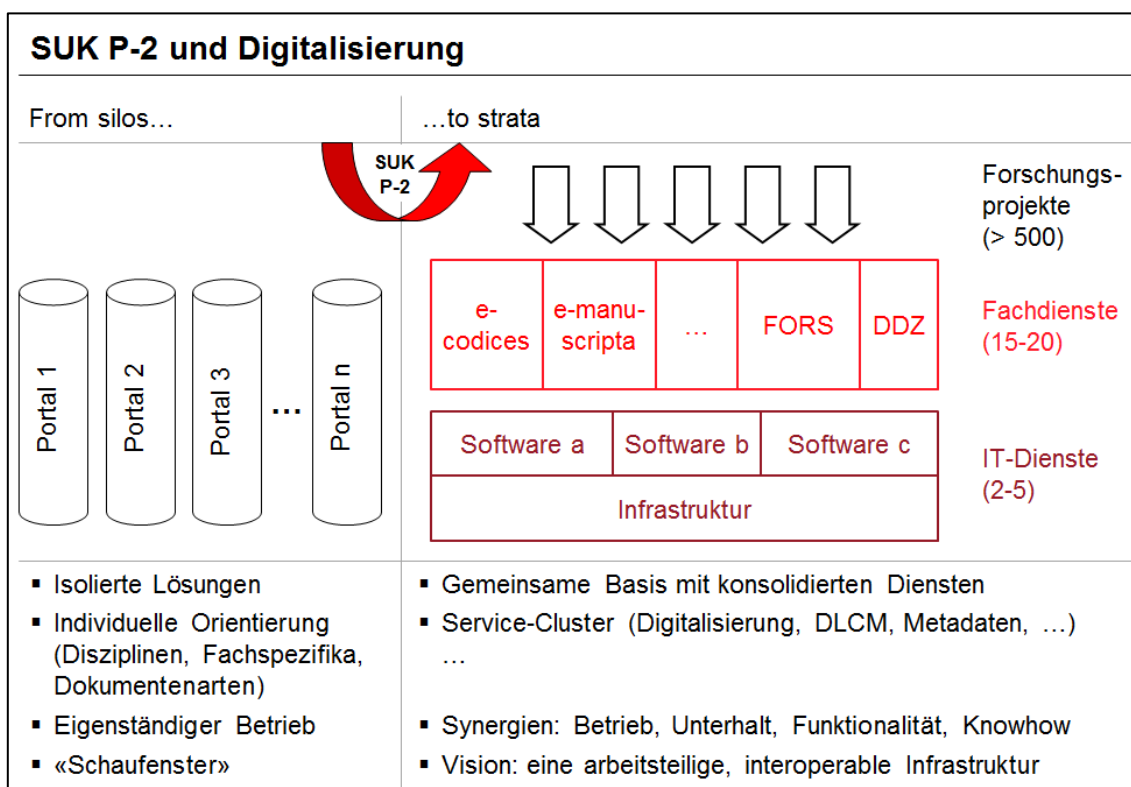 SUK P-2 und Digitalisierung
From silos…
…to strata
SUK
P-2
Forschungs-
projekte
(> 500)
Portal 1
Portal 2
Portal 3
...
Portal n
e-
codices
e-manu-
scripta
…
FORS
DDZ
Fachdienste
(15-20)
Software a
Software b
Software c
Infrastruktur
IT-Dienste
(2-5)
▪ Isolierte Lösungen
▪ Individuelle Orientierung
(Disziplinen, Fachspezifika,
Dokumentenarten)
▪ Eigenständiger Betrieb
▪ «Schaufenster»
▪ Gemeinsame Basis mit konsolidierten Diensten
▪ Service-Cluster (Digitalisierung, DLCM, Metadaten, …)
…
▪ Synergien: Betrieb, Unterhalt, Funktionalität, Knowhow
▪ Vision: eine arbeitsteilige, interoperable Infrastruktur